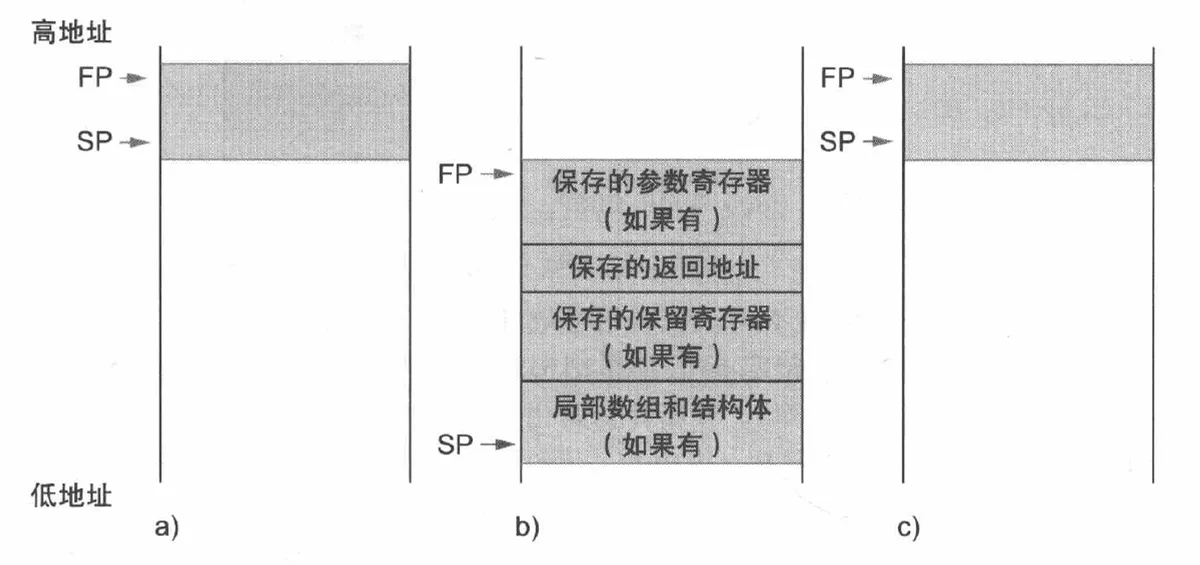 高地址
FP
SP
FP
保存的参数寄存器
（如果有）
保存的返回地址
保存的保留寄存器
（如果有）
局部数组和结构体
（如果有）
SP
FP
SP
低地址
a)
b)
c)